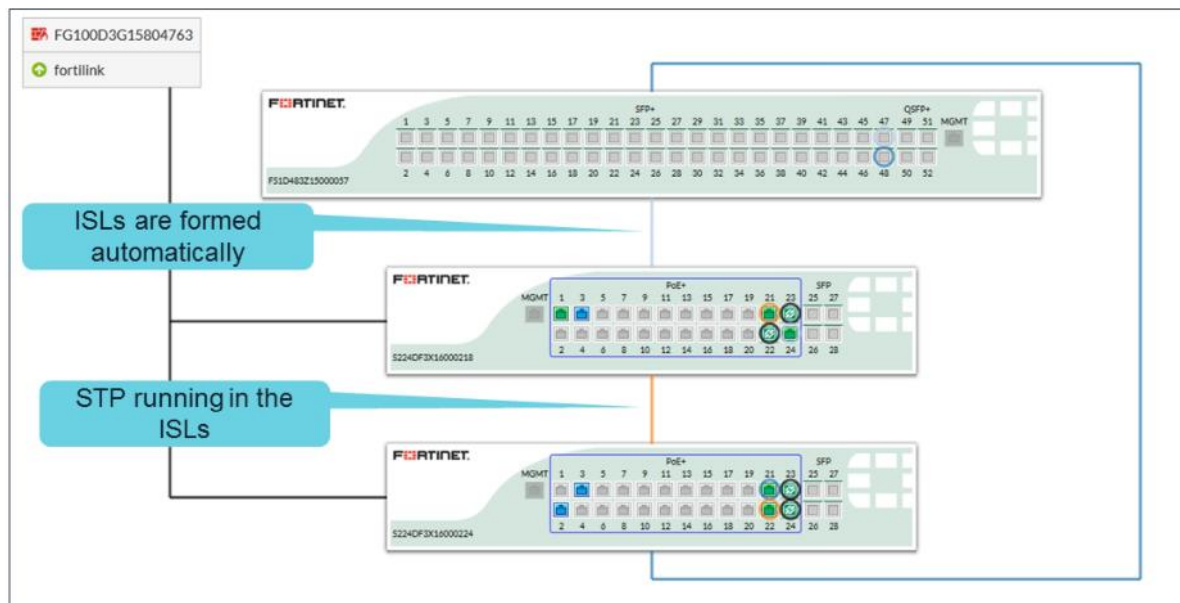 FG100D3G15804763
fortilink
FORTINET.
SFP+ QSFP+
1 3 5 7 9 11 13 15 17 19 21 23 25 27 29 31 33 35 37 39 41 43 45 47 49 51 MGMT
2 4 6 8 10 12 14 16 18 20 22 24 26 28 30 32 34 36 38 40 42 44 46 48 50 52
FS1D483Z15000057
ISLs are formed
automatically
FORTINET.
PoE+ SFP
MGMT 1 3 5 7 9 11 13 15 17 19 21 23 25 27
2 4 6 8 10 12 14 16 18 20 22 24 26 28
S224DF3X16000218
STP running in the
ISLs
FORTINET.
PoE+ SFP
MGMT 1 3 5 7 9 11 13 15 17 19 21 23 25 27
2 4 6 8 10 12 14 16 18 20 22 24 26 28
S224DF3X16000224